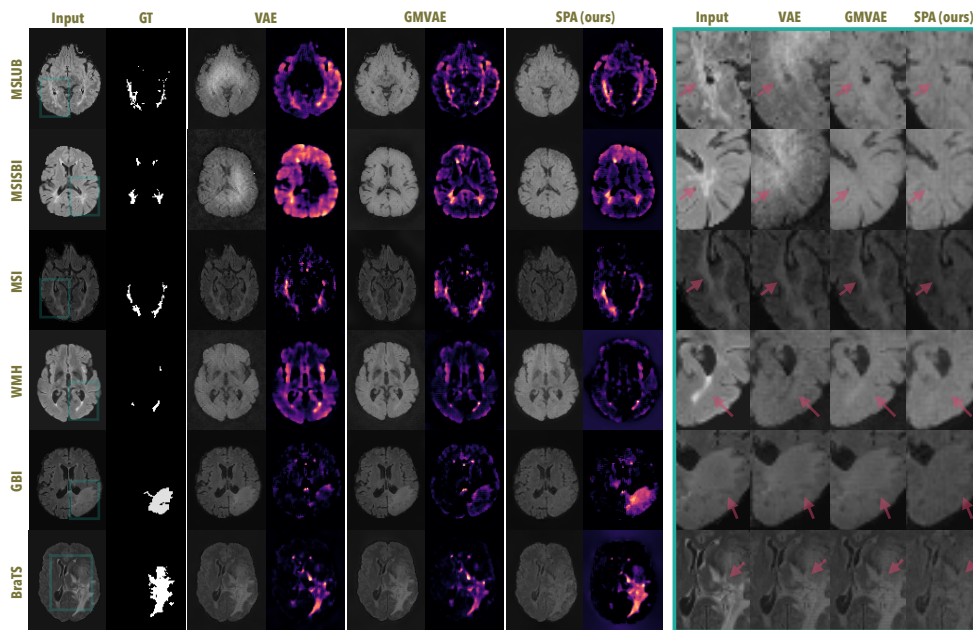 Input GT VAE GMVAE SPA (ours) Input VAE GMVAE SPA (ours)
MSLUB
MSISBI
MSI
WMH
GBI
BraTS